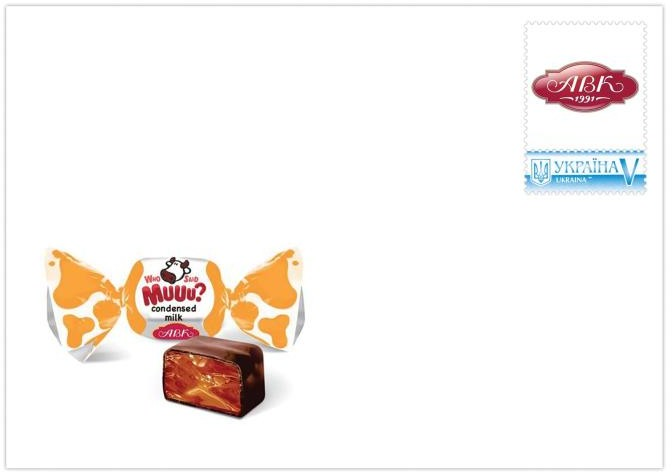 АВК
1991
УКРАЇНА V
UKRAINA
WHO SAID
MUUU?
condensed
milk
АВК